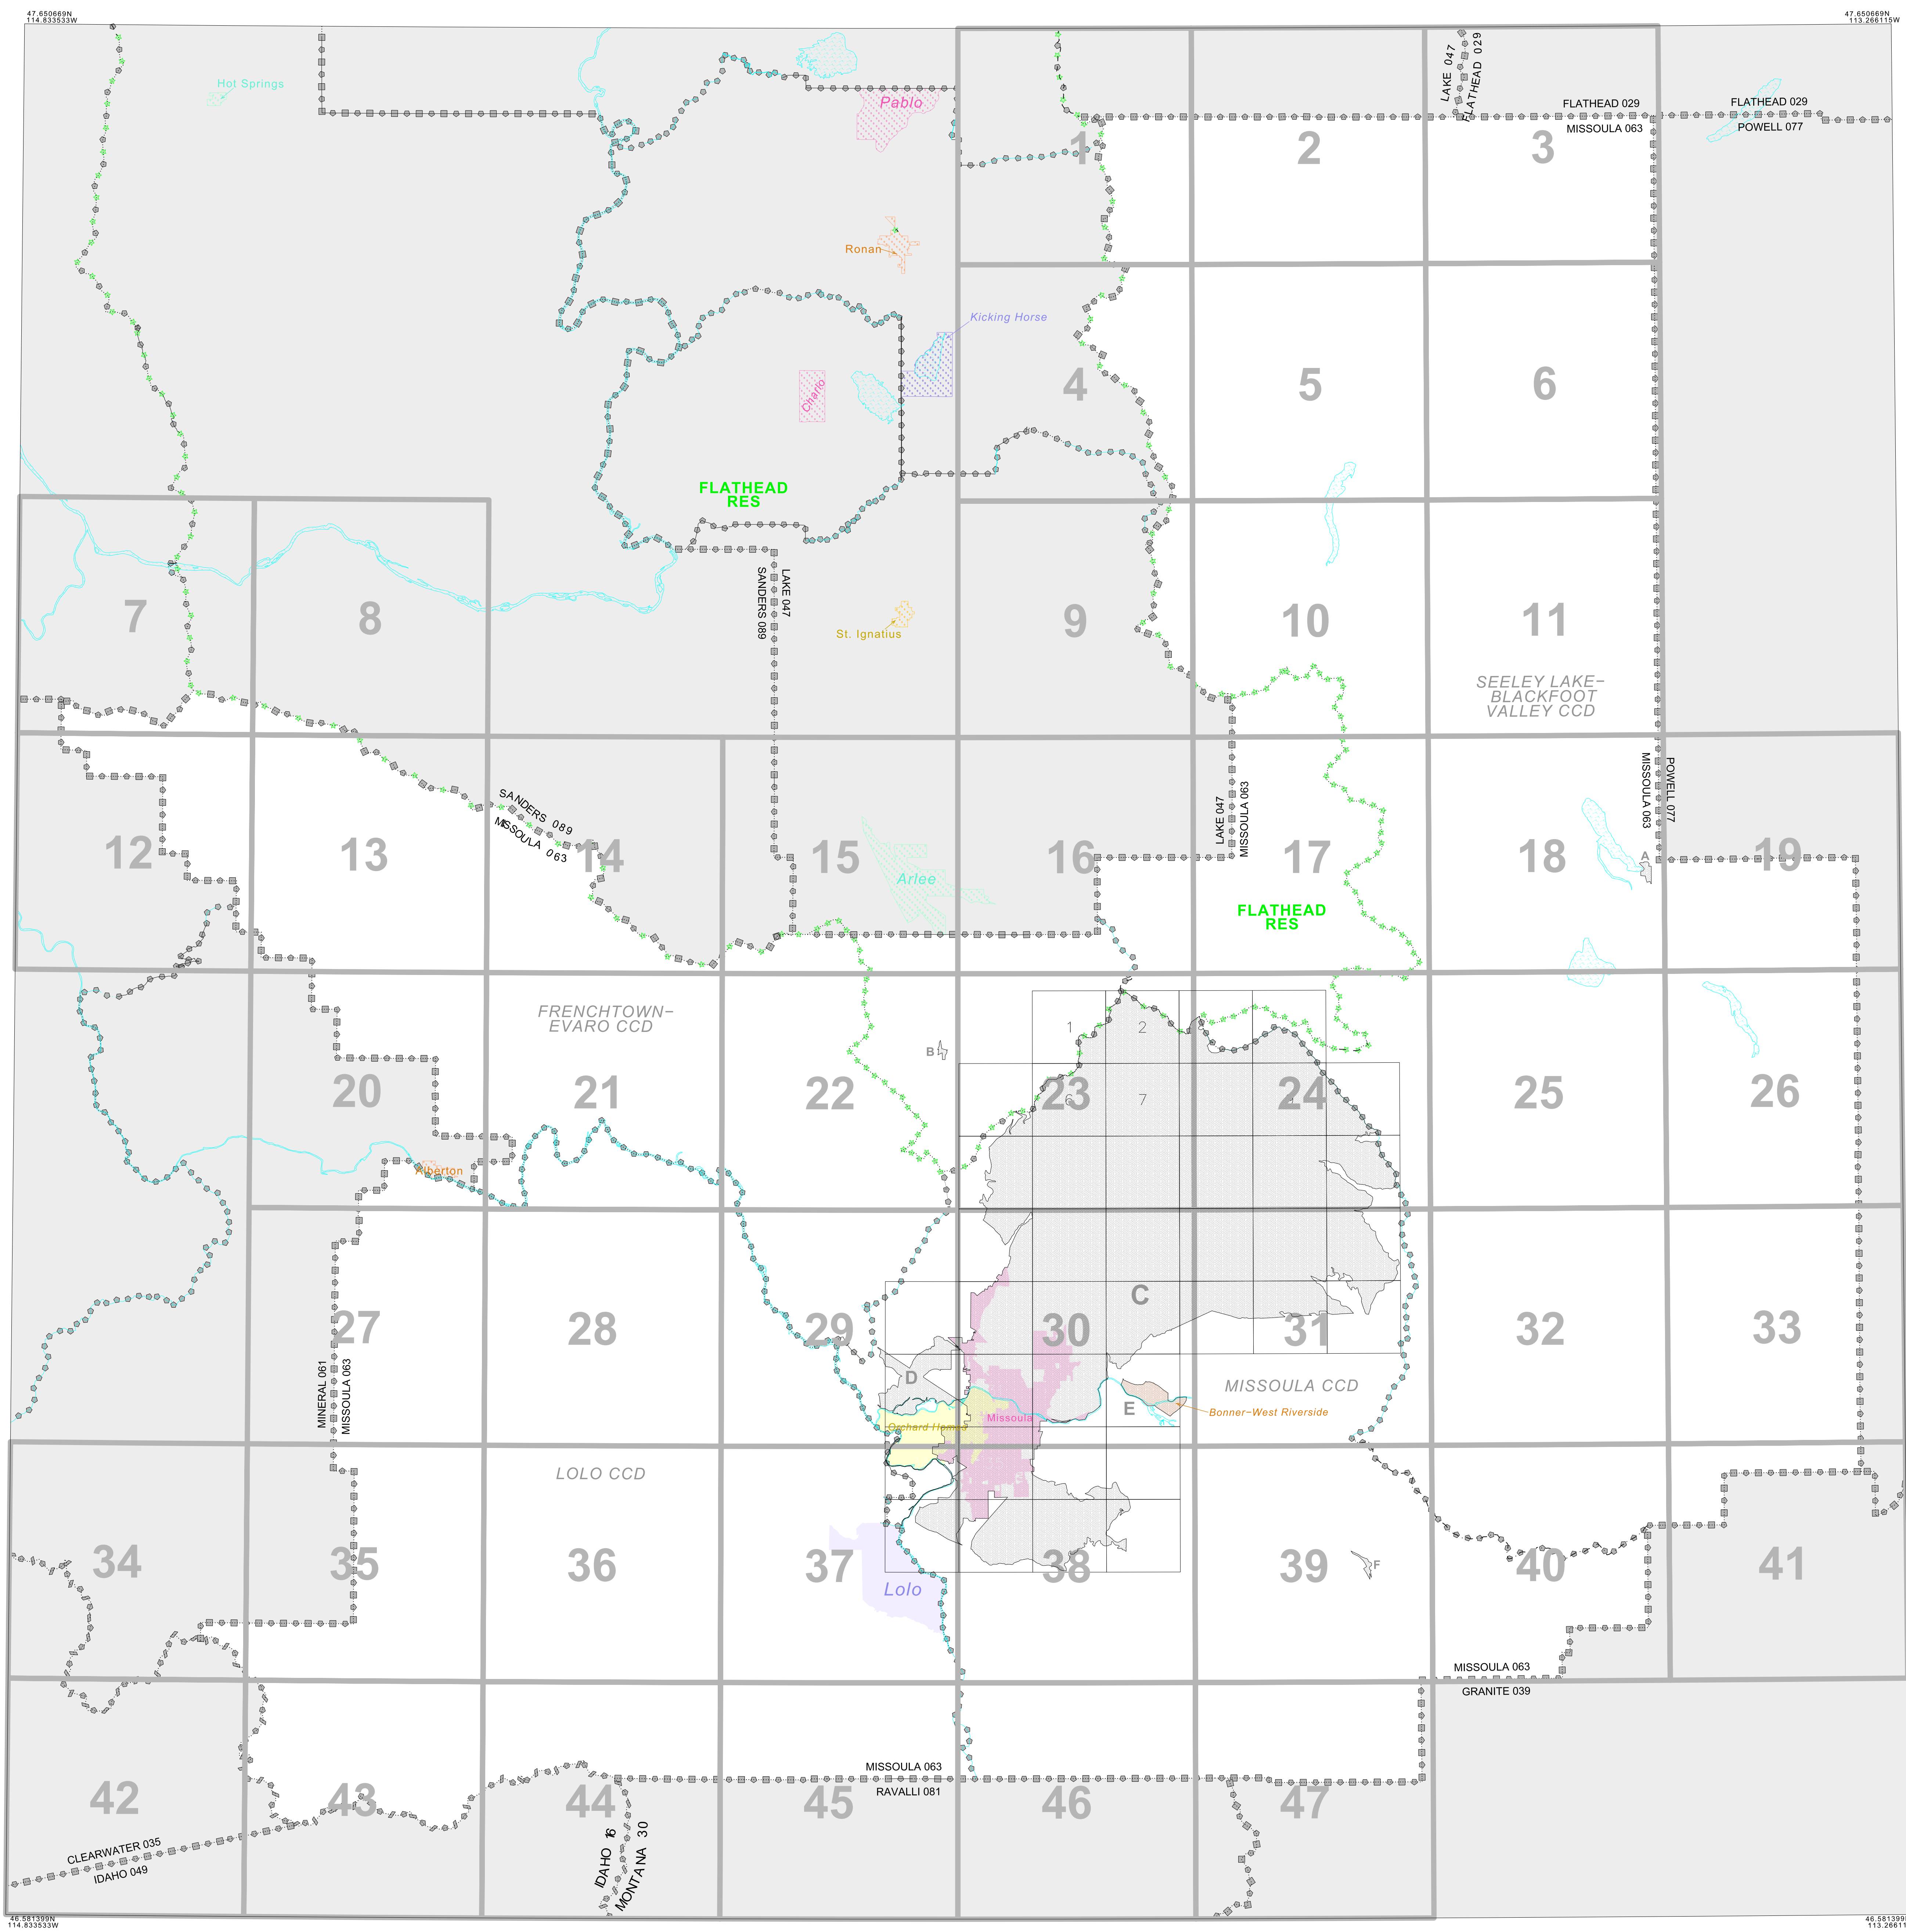 47.650669N
114.833533W
47.650669N
113.266115W
Hot Springs
Pablo
LAKE 047
FLATHEAD 029
FLATHEAD 029
MISSOULA 063
FLATHEAD 029
POWELL 077
1
2
3
Ronan
Kicking Horse
Charlo
4
5
6
FLATHEAD
RES
SANDERS 089
LAKE 047
7
8
St. Ignatius
9
10
11
SEELEY LAKE–
BLACKFOOT
VALLEY CCD
MISSOULA 063
POWELL 077
SANDERS 089
MISSOULA 063
LAKE 047
MISSOULA 063
12
13
14
15
16
17
18
19
A
Arlee
FLATHEAD
RES
FRENCHTOWN–
EVARO CCD
B
1
2
20
21
22
23
24
25
26
6
7
Alberton
27
28
29
30
31
32
33
C
D
E
MINERAL 061
MISSOULA 063
MISSOULA CCD
Bonner–West Riverside
Missoula
Orchard Homes
LOLO CCD
34
35
36
37
38
39
40
41
F
Lolo
MISSOULA 063
GRANITE 039
MISSOULA 063
RAVALLI 081
42
43
44
45
46
47
CLEARWATER 035
IDAHO 049
IDAHO 16
MONTANA 30
46.581399N
114.833533W
46.581399N
113.26611